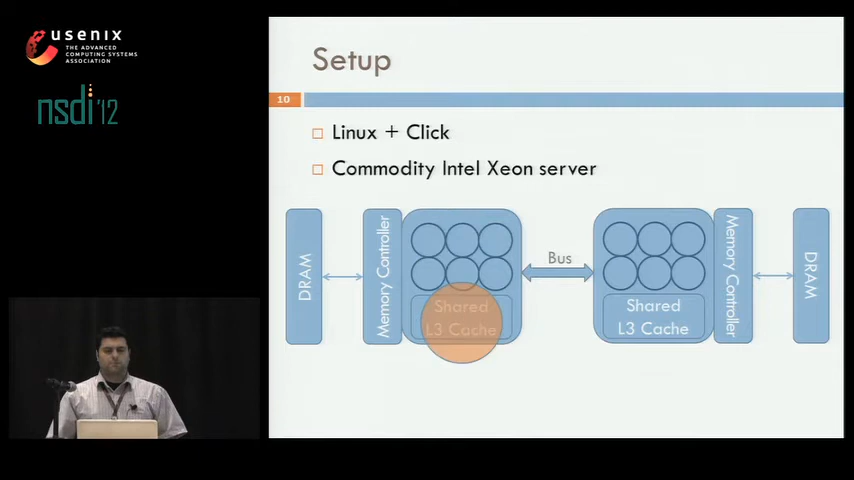 usenix
THE ADVANCED
COMPUTING SYSTEMS
ASSOCIATION
nsdi '12
Setup
10
Linux + Click
Commodity Intel Xeon server
DRAM
Memory Controller
Shared
L3 Cache
Bus
Shared
L3 Cache
Memory Controller
DRAM